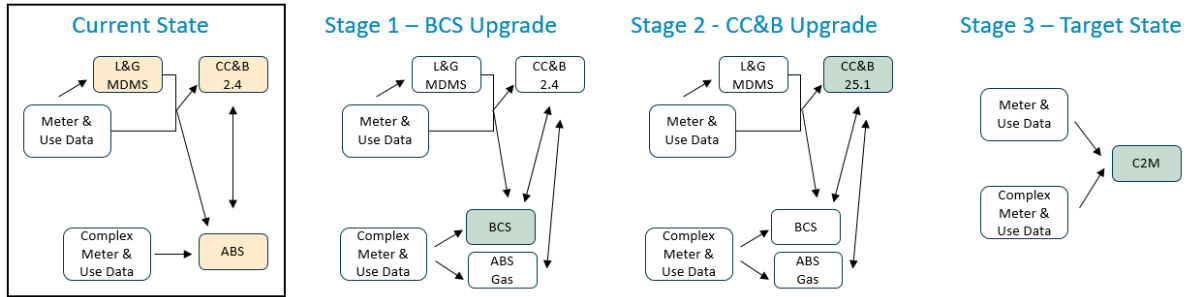 Current State
L&G
MDMS
CC&B
2.4
Meter &
Use Data
Complex
Meter &
Use Data
ABS
Stage 1 – BCS Upgrade
L&G
MDMS
CC&B
2.4
Meter &
Use Data
BCS
Complex
Meter &
Use Data
ABS
Gas
Stage 2 - CC&B Upgrade
L&G
MDMS
CC&B
25.1
Meter &
Use Data
BCS
Complex
Meter &
Use Data
ABS
Gas
Stage 3 – Target State
Meter &
Use Data
C2M
Complex
Meter &
Use Data